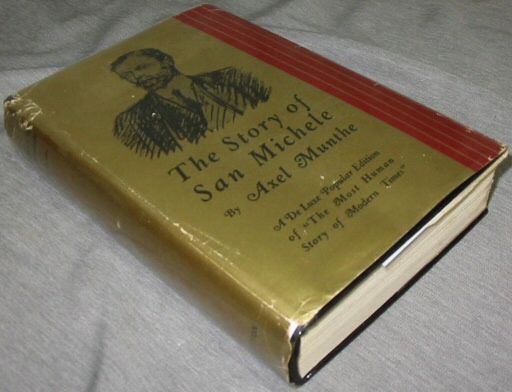 The Story of
San Michele
By Axel Munthe
A De Luxe Popular Edition
of "The Most Human
Story of Modern Times"